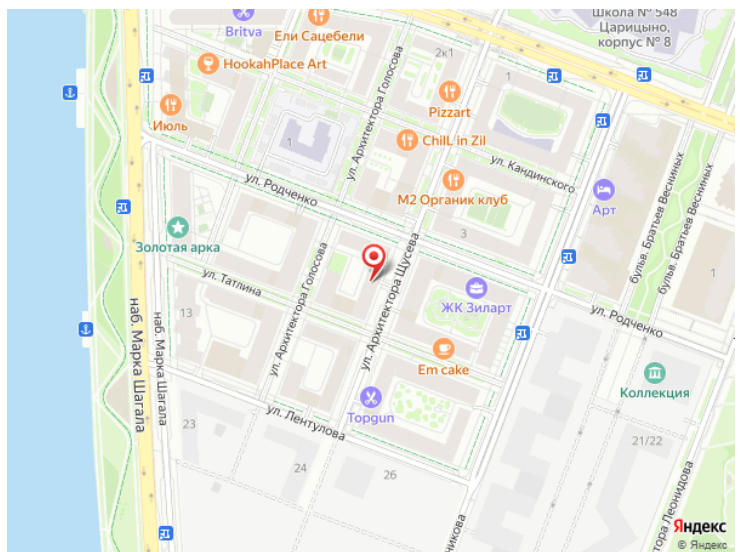 Школа № 548
Царицыно,
корпус № 8
Britva
Ели Сацебели
HookahPlace Art
2к1
1
Июль
Pizzart
ул. Архитектора Голосова
1
Chill in Zil
ул. Кандинского
ул. Родченко
М2 Органик клуб
Арт
бульв. Братьев Весниных
бульв. Братьев Весниных
3
Золотая арка
1
ул. Татлина
ул. Архитектора Голосова
ул. Архитектора Щусева
ЖК Зиларт
ул. Родченко
13
наб. Марка Шагала
наб. Марка Шагала
Em cake
Коллекция
Topgun
ул. Лентулова
23
21/22
24
26
чникова
тора Леонидова
Яндекс
© Яндекс